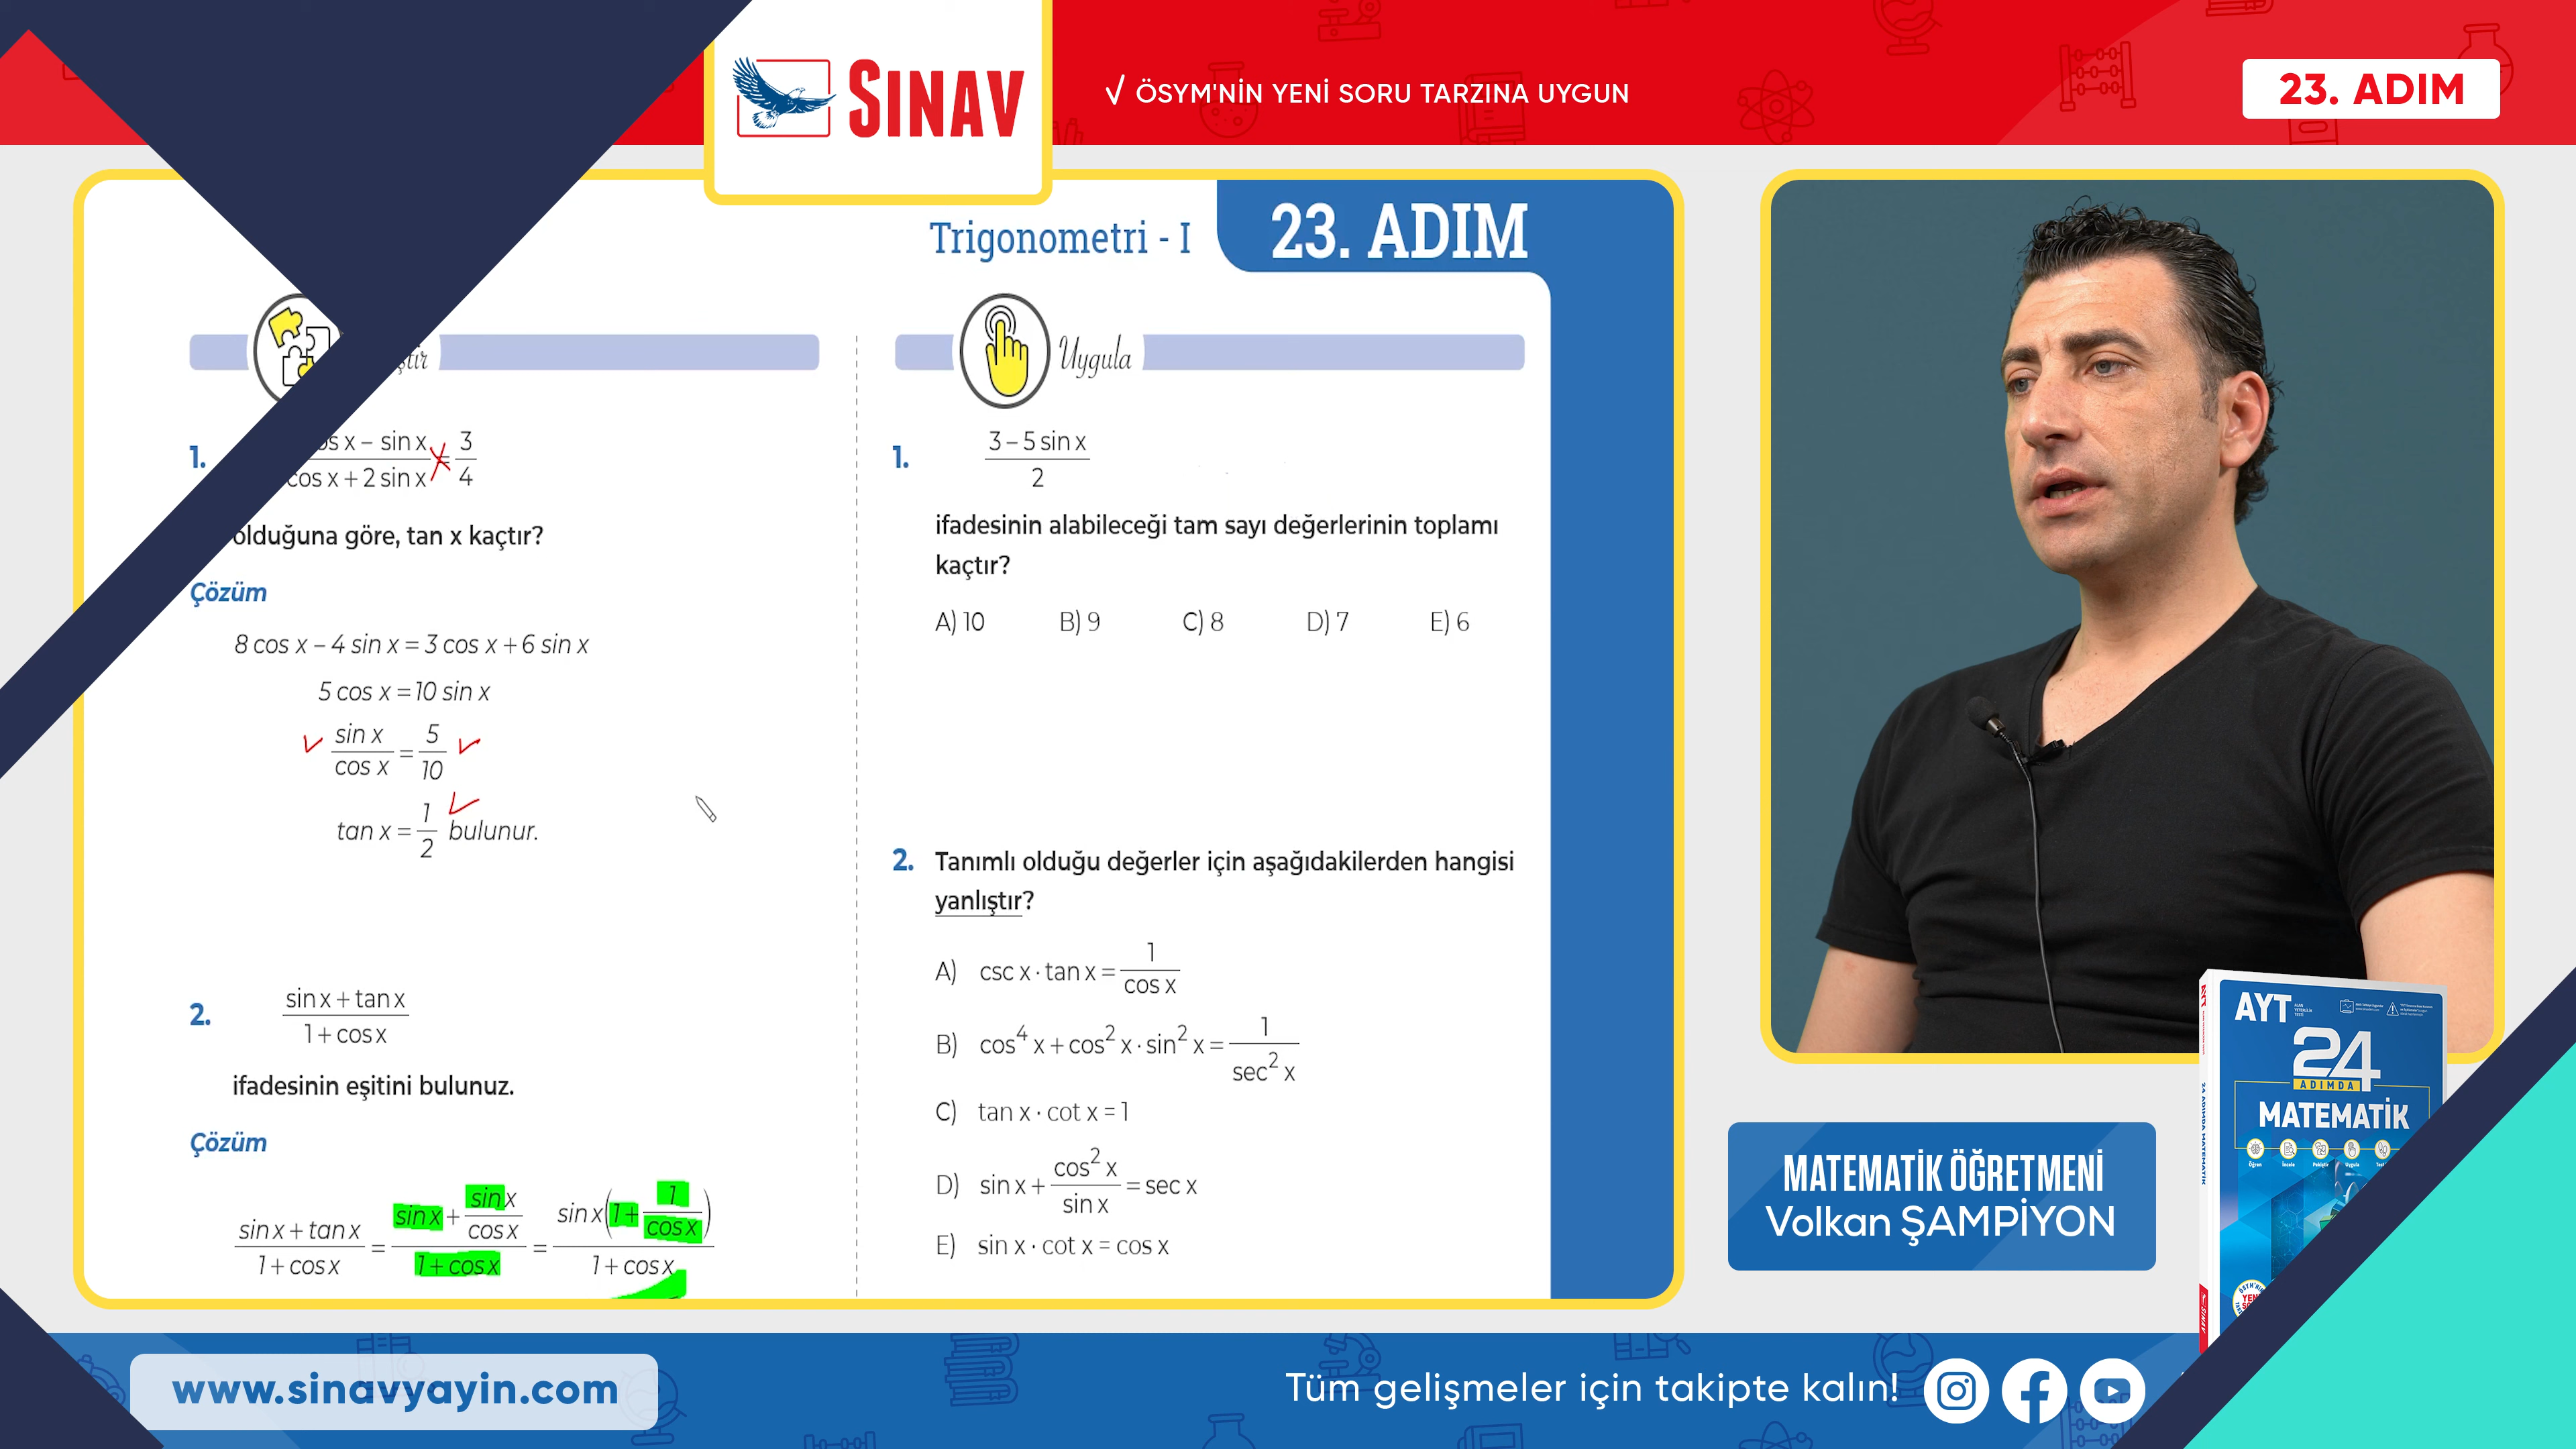 SINAV
√ ÖSYM'NİN YENİ SORU TARZINA UYGUN
23. ADIM
Trigonometri - I
23. ADIM
1.
os x – sin x / cos x + 2 sin x = 3/4
olduğuna göre, tan x kaçtır?
Çözüm
8 cos x – 4 sin x = 3 cos x + 6 sin x
5 cos x = 10 sin x
sin x / cos x = 5/10
tan x = 1/2 bulunur.
2.
sin x + tan x / 1 + cos x
ifadesinin eşitini bulunuz.
Çözüm
sin x + tan x / 1 + cos x = sin x + sin x / cos x / 1 + cos x = sin x (1 + 1 / cos x) / 1 + cos x
Uygula
1.
3 – 5 sin x / 2
ifadesinin alabileceği tam sayı değerlerinin toplamı
kaçtır?
A) 10 B) 9 C) 8 D) 7 E) 6
2. Tanımlı olduğu değerler için aşağıdakilerden hangisi
yanlıştır?
A) csc x · tan x = 1 / cos x
B) cos⁴ x + cos² x · sin² x = 1 / sec² x
C) tan x · cot x = 1
D) sin x + cos² x / sin x = sec x
E) sin x · cot x = cos x
MATEMATİK ÖĞRETMENİ
Volkan ŞAMPİYON
AYT
24
ADIMDA
MATEMATİK
www.sinavyayin.com
Tüm gelişmeler için takipte kalın!